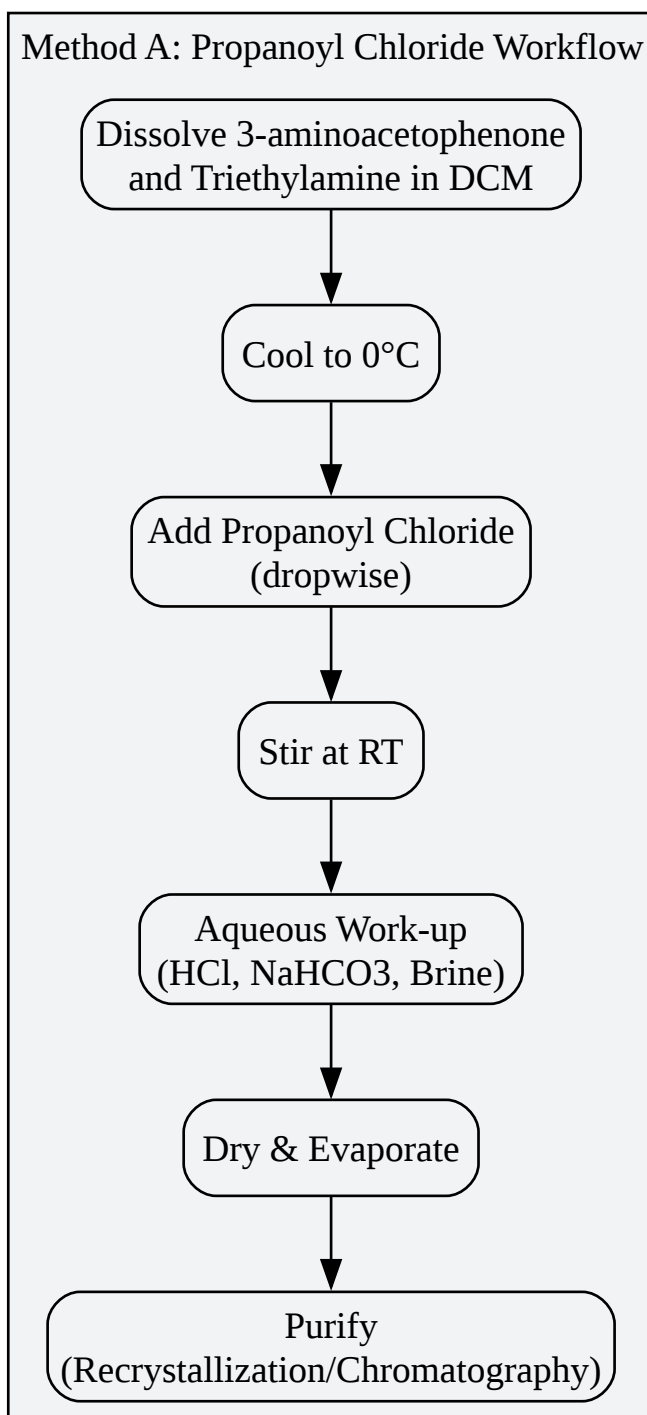 Method A: Propanoyl Chloride Workflow
Dissolve 3-aminoacetophenone
and Triethylamine in DCM
Cool to 0°C
Add Propanoyl Chloride
(dropwise)
Stir at RT
Aqueous Work-up
(HCl, NaHCO3, Brine)
Dry & Evaporate
Purify
(Recrystallization/Chromatography)